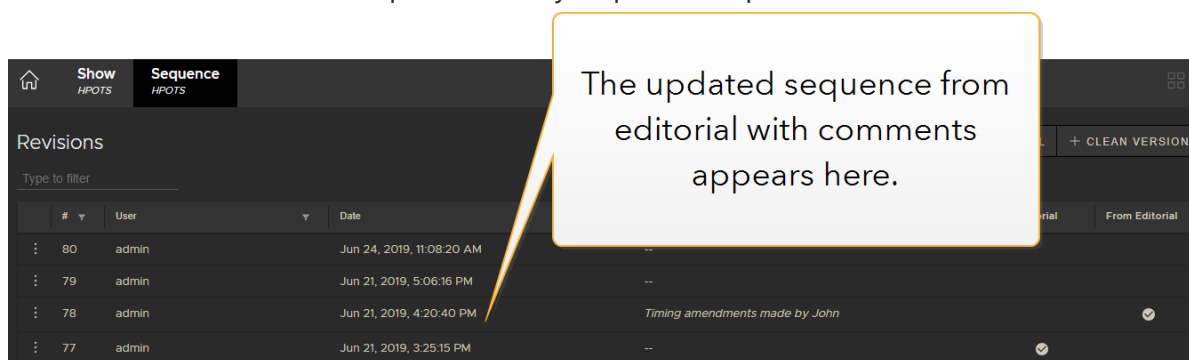 Show Sequence
HPOTS HPOTS
The updated sequence from
editorial with comments
appears here.
Revisions
+ CLEAN VERSION
Type to filter
# User Date From Editorial
80 admin Jun 24, 2019, 11:08:20 AM --
79 admin Jun 21, 2019, 5:06:16 PM --
78 admin Jun 21, 2019, 4:20:40 PM Timing amendments made by John
77 admin Jun 21, 2019, 3:25:15 PM --